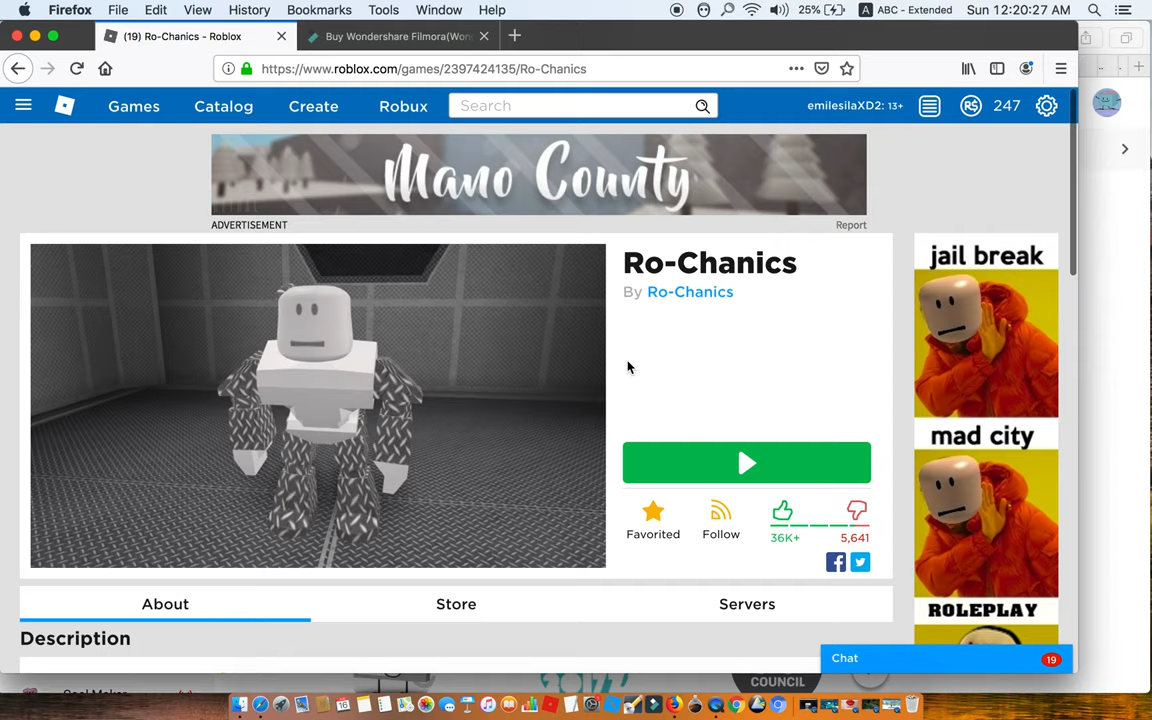 Firefox File Edit View History Bookmarks Tools Window Help 25% A ABC - Extended Sun 12:20:27 AM
(19) Ro-Chanics - Roblox Buy Wondershare Filmora(Won
https://www.roblox.com/games/2397424135/Ro-Chanics
Games Catalog Create Robux Search emilesilaXD2: 13+ R$ 247
Mano County
ADVERTISEMENT Report
Ro-Chanics
By Ro-Chanics
jail break
mad city
Favorited Follow 36K+ 5,641
ROLEPLAY
About Store Servers
Description
Chat 19
COUNCIL
16